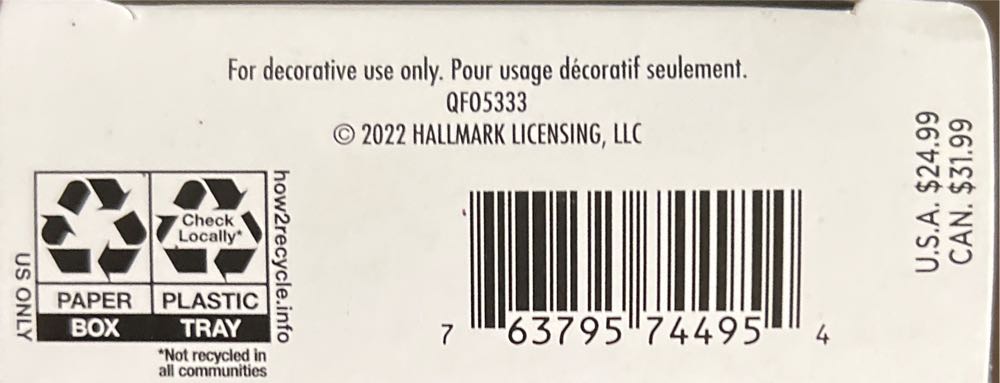 For decorative use only. Pour usage décoratif seulement.
QFO5333
© 2022 HALLMARK LICENSING, LLC
U.S.A. $24.99
CAN. $31.99
US ONLY
Check
Locally*
PAPER
BOX
PLASTIC
TRAY
how2recycle.info
*Not recycled in
all communities
7 63795 74495 4